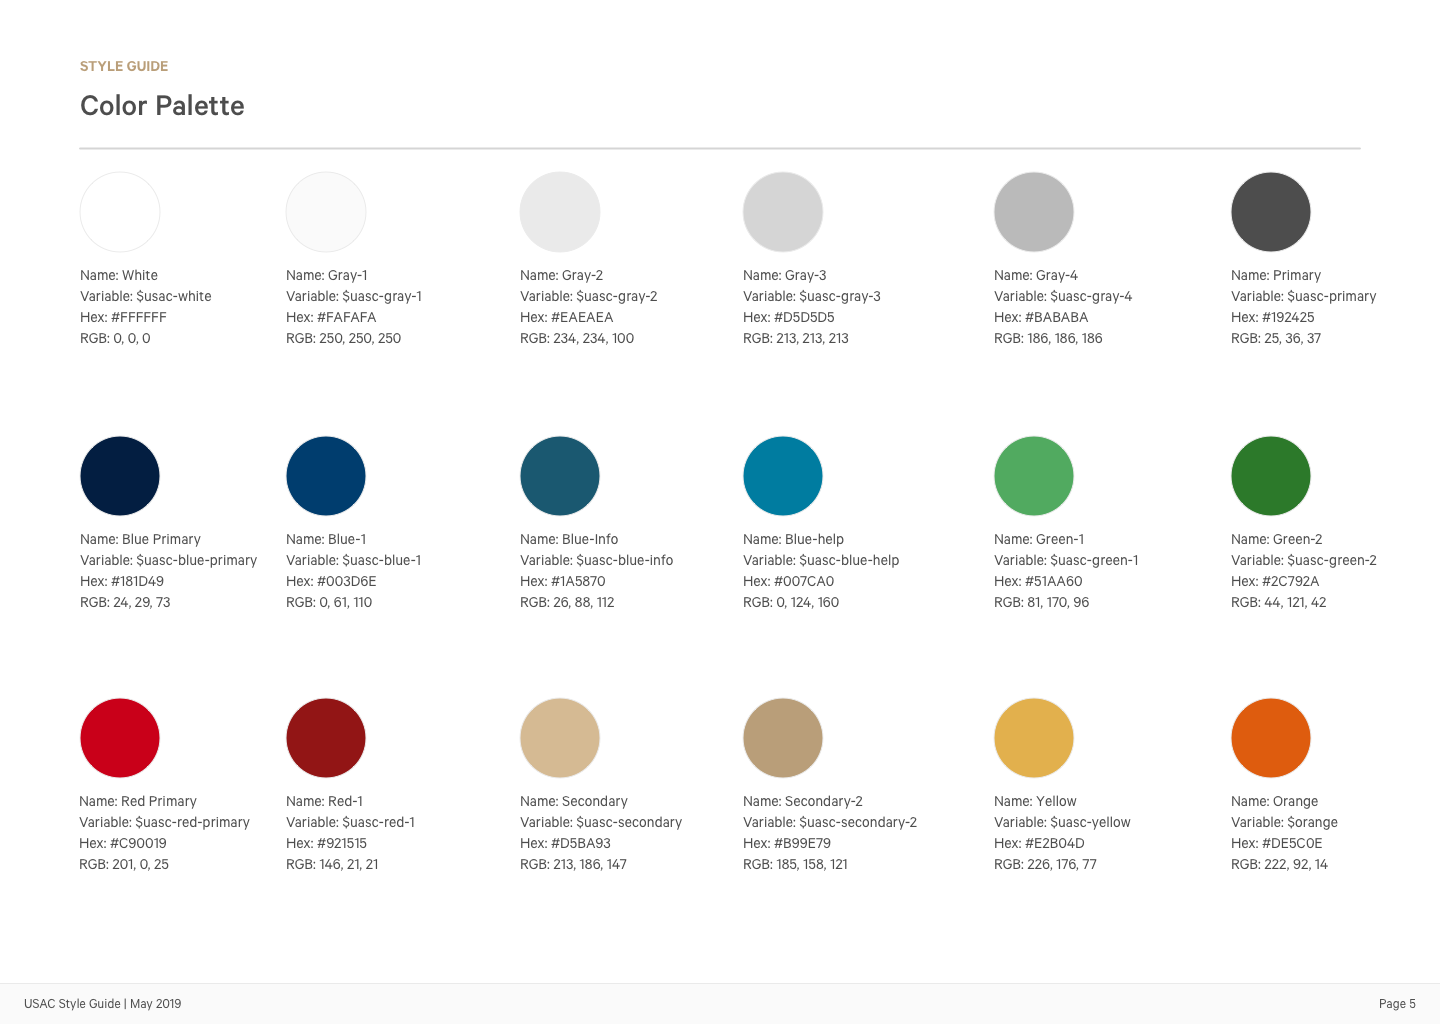 STYLE GUIDE
Color Palette
Name: White
Variable: $usac-white
Hex: #FFFFFF
RGB: 0, 0, 0
Name: Gray-1
Variable: $uasc-gray-1
Hex: #FAFAFA
RGB: 250, 250, 250
Name: Gray-2
Variable: $uasc-gray-2
Hex: #EAEAEA
RGB: 234, 234, 100
Name: Gray-3
Variable: $uasc-gray-3
Hex: #D5D5D5
RGB: 213, 213, 213
Name: Gray-4
Variable: $uasc-gray-4
Hex: #BABABA
RGB: 186, 186, 186
Name: Primary
Variable: $uasc-primary
Hex: #192425
RGB: 25, 36, 37
Name: Blue Primary
Variable: $uasc-blue-primary
Hex: #181D49
RGB: 24, 29, 73
Name: Blue-1
Variable: $uasc-blue-1
Hex: #003D6E
RGB: 0, 61, 110
Name: Blue-Info
Variable: $uasc-blue-info
Hex: #1A5870
RGB: 26, 88, 112
Name: Blue-help
Variable: $uasc-blue-help
Hex: #007CA0
RGB: 0, 124, 160
Name: Green-1
Variable: $uasc-green-1
Hex: #51AA60
RGB: 81, 170, 96
Name: Green-2
Variable: $uasc-green-2
Hex: #2C792A
RGB: 44, 121, 42
Name: Red Primary
Variable: $uasc-red-primary
Hex: #C90019
RGB: 201, 0, 25
Name: Red-1
Variable: $uasc-red-1
Hex: #921515
RGB: 146, 21, 21
Name: Secondary
Variable: $uasc-secondary
Hex: #D5BA93
RGB: 213, 186, 147
Name: Secondary-2
Variable: $uasc-secondary-2
Hex: #B99E79
RGB: 185, 158, 121
Name: Yellow
Variable: $uasc-yellow
Hex: #E2B04D
RGB: 226, 176, 77
Name: Orange
Variable: $orange
Hex: #DE5C0E
RGB: 222, 92, 14
USAC Style Guide | May 2019
Page 5